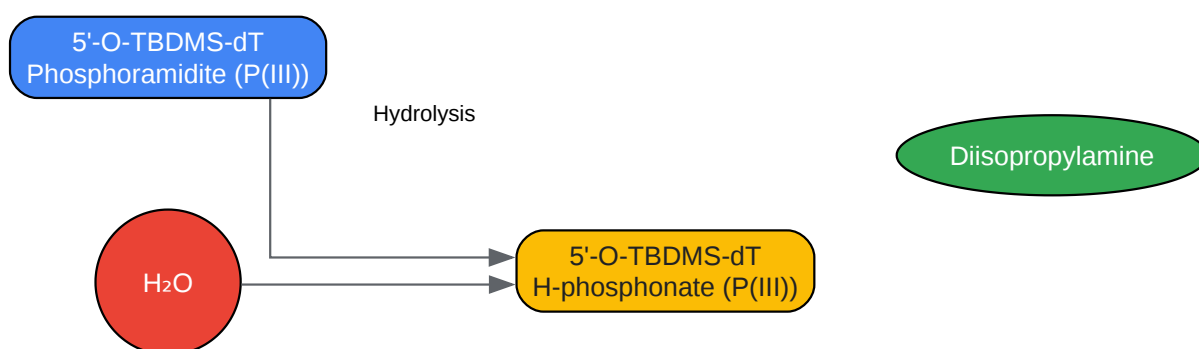 5'-O-TBDMS-dT
Phosphoramidite (P(III))
Hydrolysis
Diisopropylamine
H₂O
5'-O-TBDMS-dT
H-phosphonate (P(III))